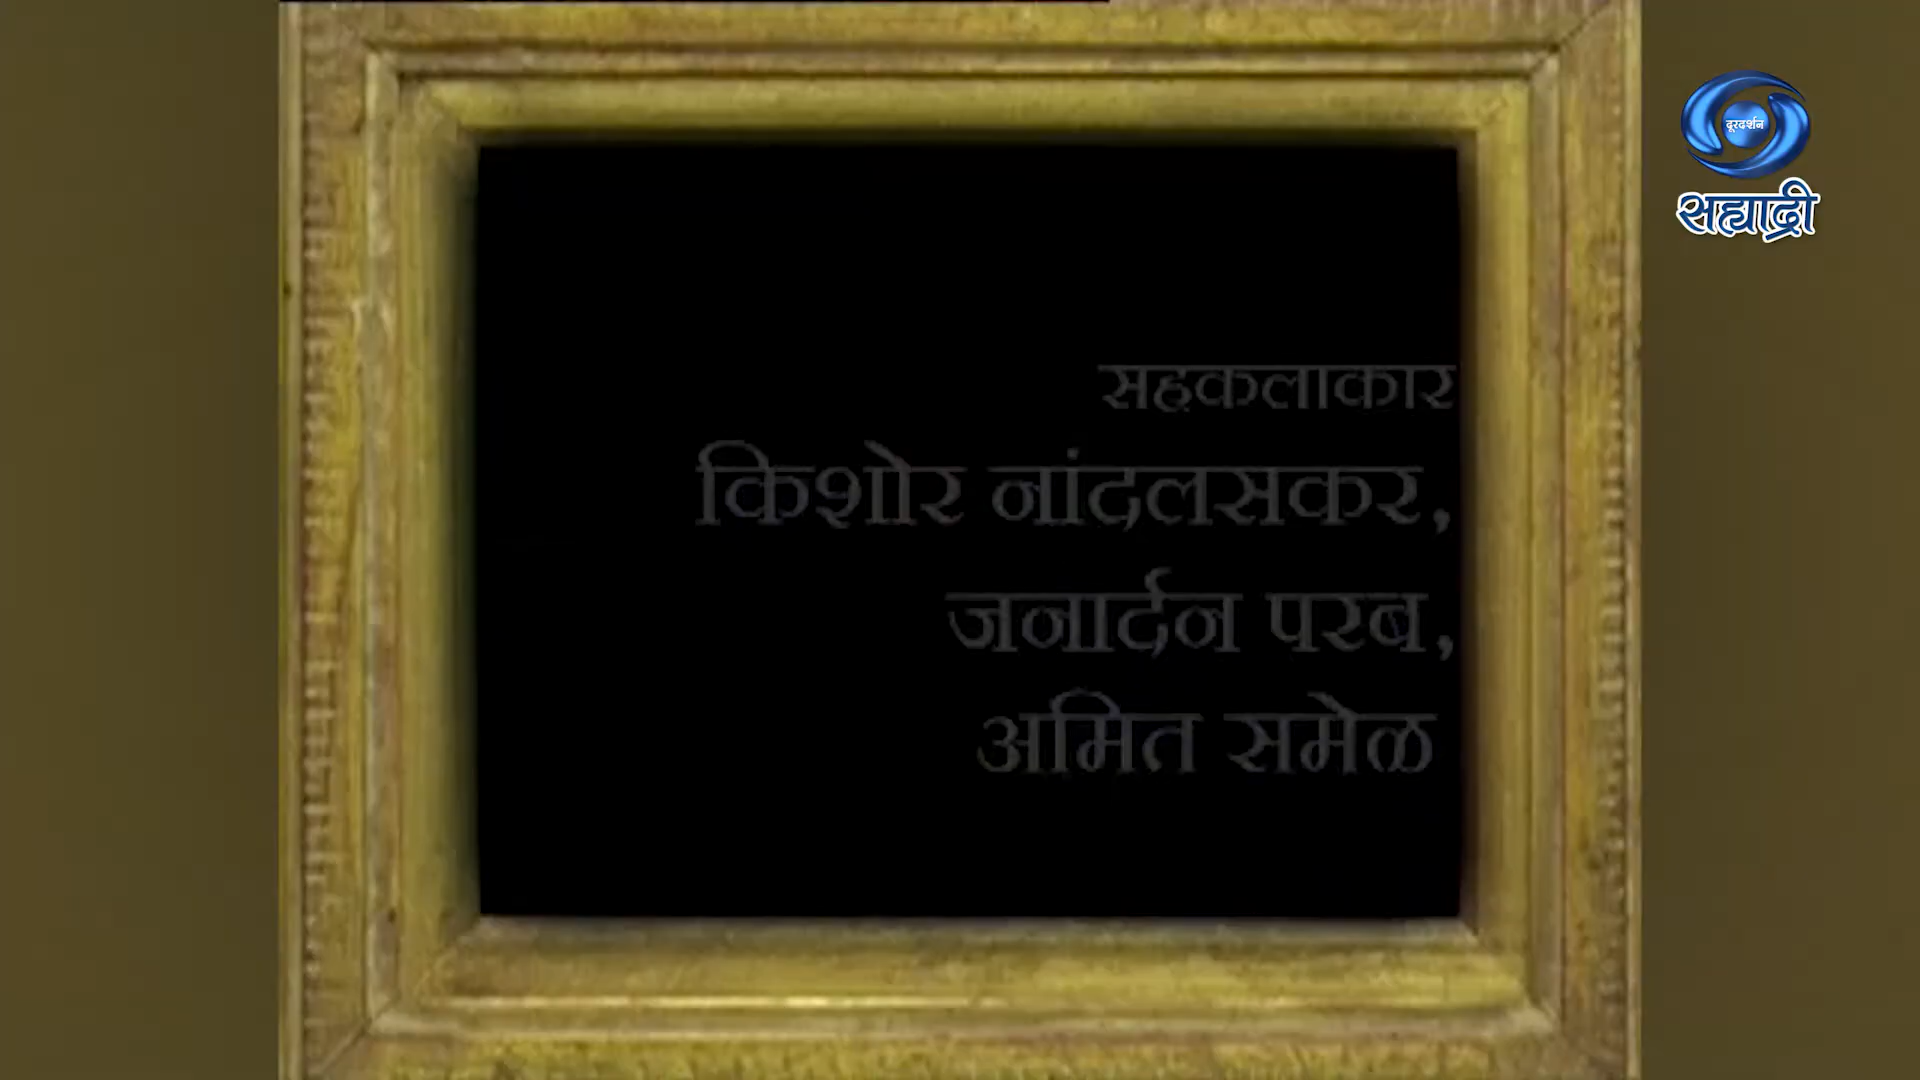 दूरदर्शन
सह्याद्री
सहकलाकार
किशोर नांदलसकर,
जनार्दन परब,
अमित समेळ